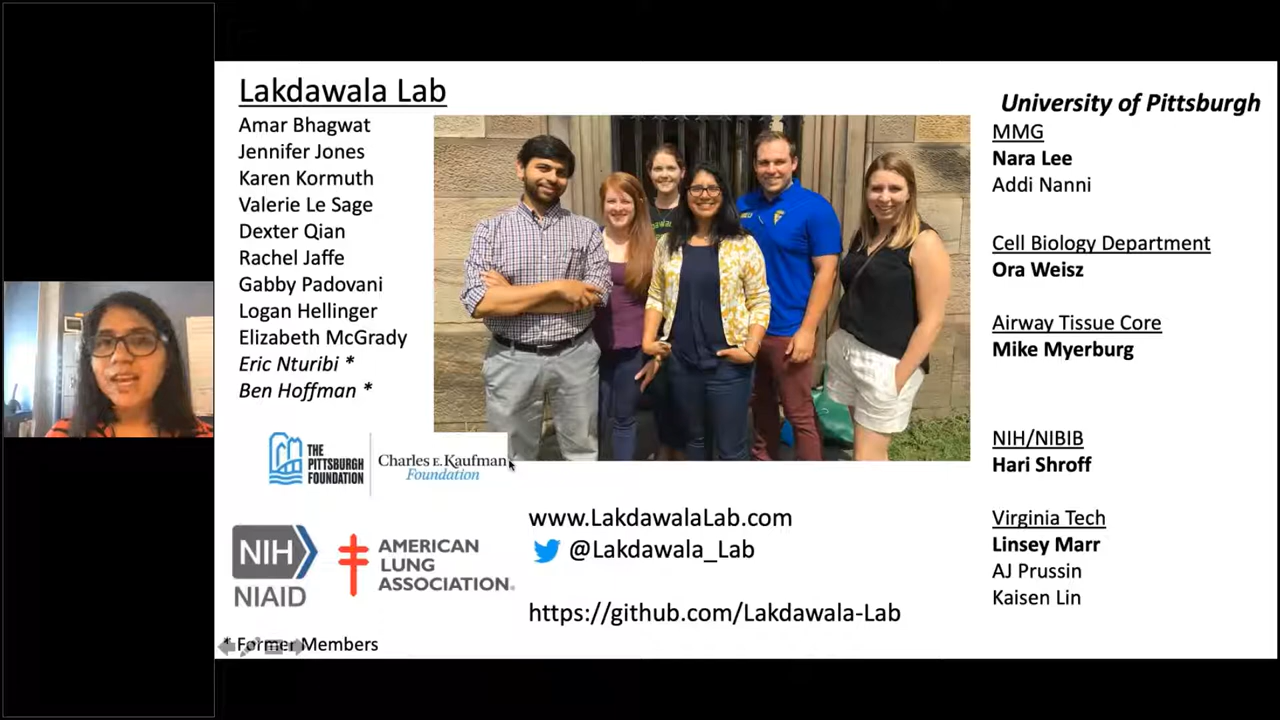 Lakdawala Lab
Amar Bhagwat
Jennifer Jones
Karen Kormuth
Valerie Le Sage
Dexter Qian
Rachel Jaffe
Gabby Padovani
Logan Hellinger
Elizabeth McGrady
Eric Nturibi *
Ben Hoffman *
THE
PITTSBURGH
FOUNDATION
Charles E. Kaufman
Foundation
NIH
NIAID
AMERICAN
LUNG
ASSOCIATION®
* Former Members
www.LakdawalaLab.com
@Lakdawala_Lab
https://github.com/Lakdawala-Lab
University of Pittsburgh
MMG
Nara Lee
Addi Nanni
Cell Biology Department
Ora Weisz
Airway Tissue Core
Mike Myerburg
NIH/NIBIB
Hari Shroff
Virginia Tech
Linsey Marr
AJ Prussin
Kaisen Lin